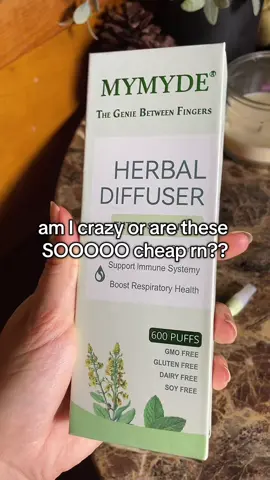 MYMYDE®
THE GENIE BETWEEN FINGERS
HERBAL
DIFFUSER
am I crazy or are these
SOOOOO cheap rn??
Support Immune Systemy
Boost Respiratory Health
600 PUFFS
GMO FREE
GLUTEN FREE
DAIRY FREE
SOY FREE